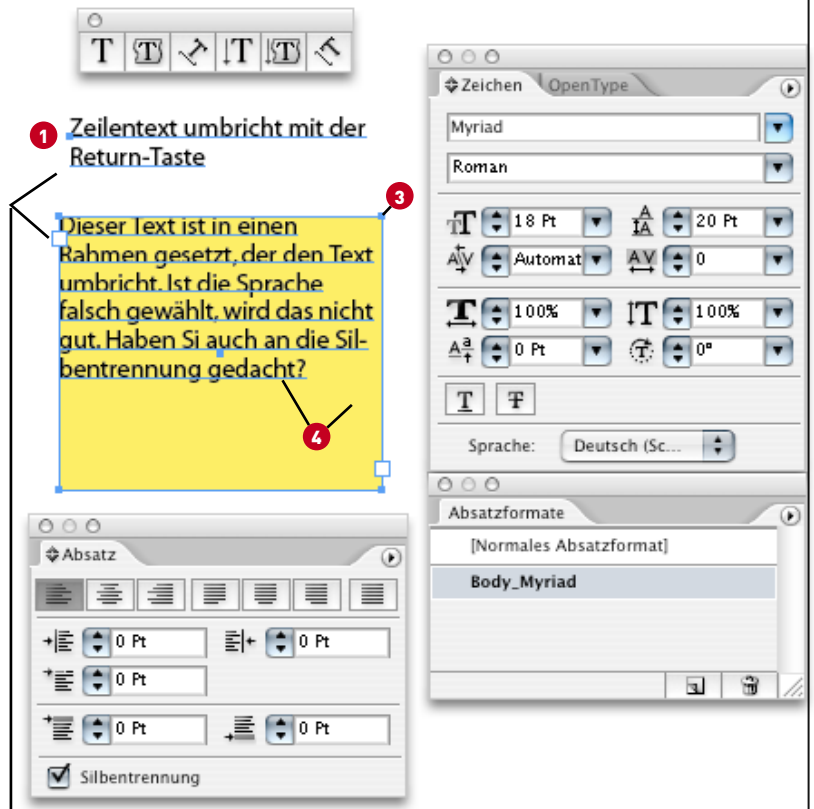 T T T T T T
1
Zeilentext umbricht mit der
Return-Taste
3
Dieser Text ist in einen
Rahmen gesetzt, der den Text
umbricht. Ist die Sprache
falsch gewählt, wird das nicht
gut. Haben Si auch an die Sil-
bentrennung gedacht?
4
Absatz
0 Pt
0 Pt
0 Pt
0 Pt
0 Pt
Silbentrennung
Zeichen
OpenType
Myriad
Roman
18 Pt
20 Pt
Automat
0
100%
100%
0 Pt
0°
T T
Sprache: Deutsch (Sc...
Absatzformate
[Normales Absatzformat]
Body_Myriad